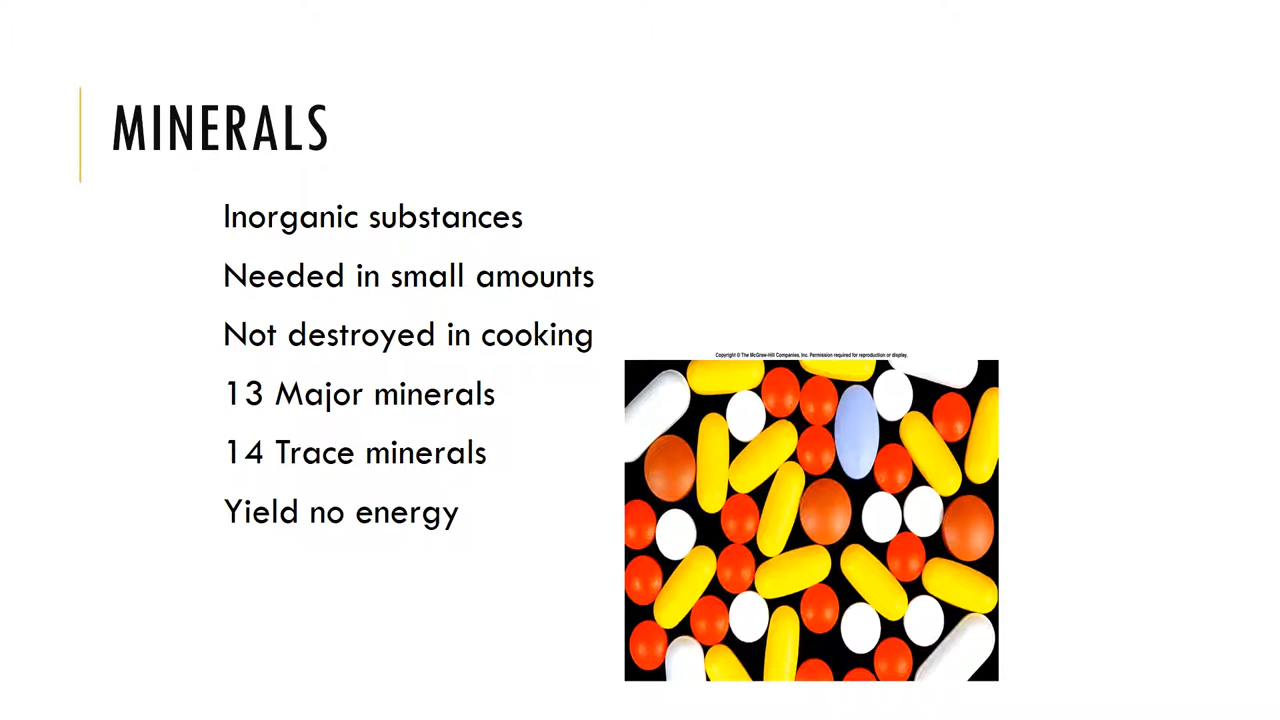 MINERALS
Inorganic substances
Needed in small amounts
Not destroyed in cooking
Copyright © The McGraw-Hill Companies, Inc. Permission required for reproduction or display.
13 Major minerals
14 Trace minerals
Yield no energy